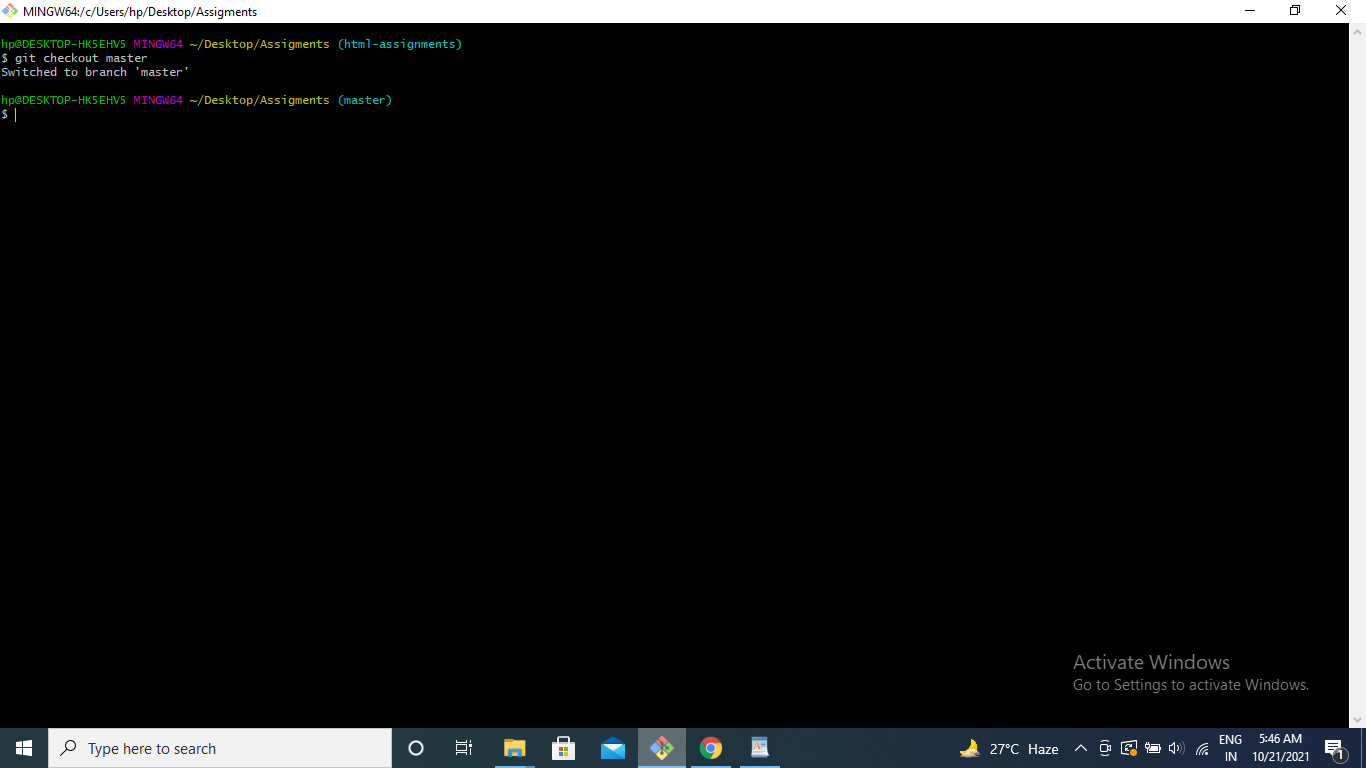 MINGW64:/c/Users/hp/Desktop/Assigments
hp@DESKTOP-HK5EHV5 MINGW64 ~/Desktop/Assigments (html-assignments)
$ git checkout master
Switched to branch 'master'
hp@DESKTOP-HK5EHV5 MINGW64 ~/Desktop/Assigments (master)
$
Activate Windows
Go to Settings to activate Windows.
Type here to search
27°C Haze
ENG
IN
5:46 AM
10/21/2021
1